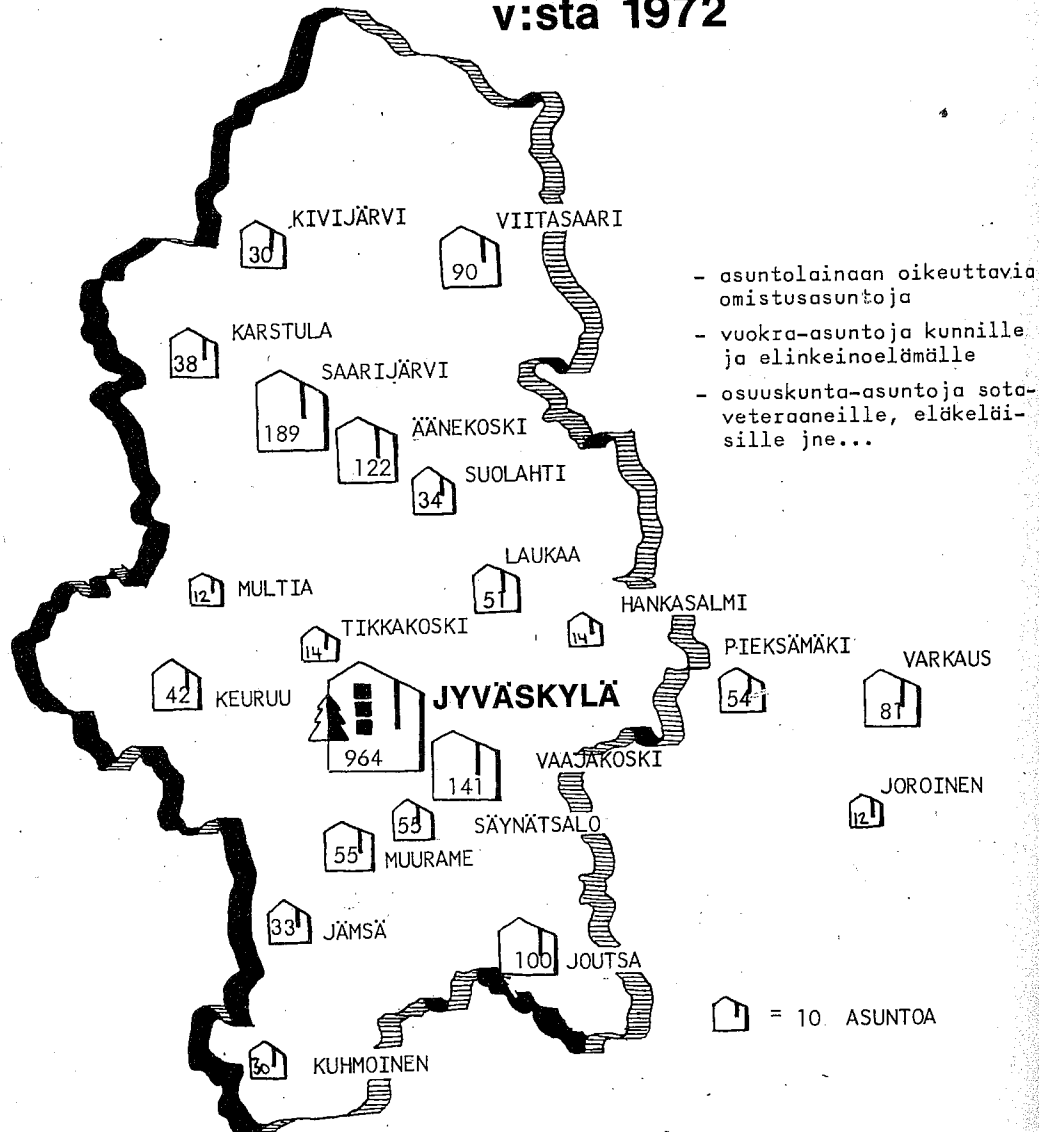 v:sta 1972
KIVIJÄRVI
30
VIITASAARI
90
- asuntolainaan oikeuttavia
omistusasuntoja
- vuokra-asuntoja kunnille
ja elinkeinoelämälle
- osuuskunta-asuntoja sota-
veteraaneille, eläkeläi-
sille jne...
KARSTULA
38
SAARIJÄRVI
189
ÄÄNEKOSKI
122
SUOLAHTI
34
LAUKAA
51
MULTIA
12
HANKASALMI
14
TIKKAKOSKI
14
PIEKSÄMÄKI
54
VARKAUS
81
KEURUU
42
JYVÄSKYLÄ
964
VAAJAKOSKI
141
JOROINEN
12
SÄYNÄTSALO
55
MUURAME
55
JÄMSÄ
33
JOUTSA
100
= 10 ASUNTOA
KUHMOINEN
30